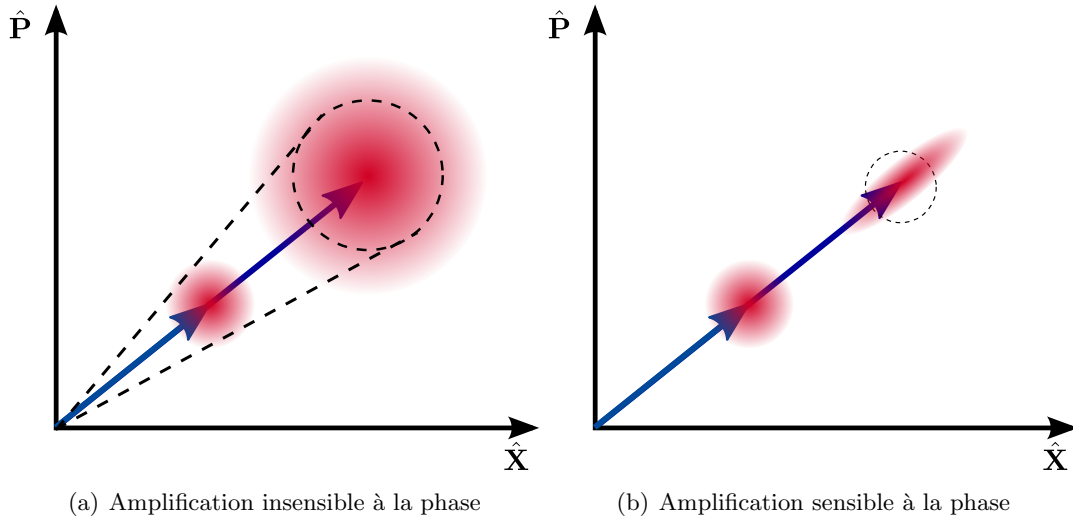 P̂ P̂
X̂ X̂
(a) Amplification insensible à la phase (b) Amplification sensible à la phase